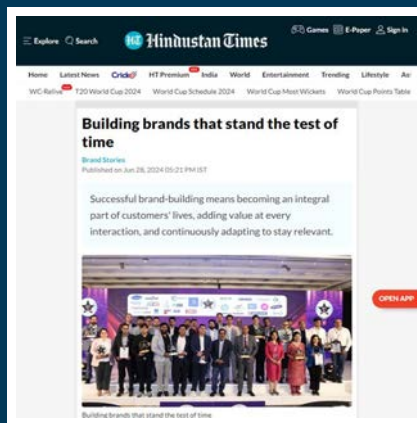 Explore Search HT Hindustan Times Games E-Paper Sign in
Home Latest News Crickit HT Premium India World Entertainment Trending Lifestyle As
WC-Relive T20 World Cup 2024 World Cup Schedule 2024 World Cup Most Wickets World Cup Points Table
Building brands that stand the test of
time
Brand Stories
Published on Jun 28, 2024 05:21 PM IST
Successful brand-building means becoming an integral
part of customers' lives, adding value at every
interaction, and continuously adapting to stay relevant.
OPEN APP
Building brands that stand the test of time